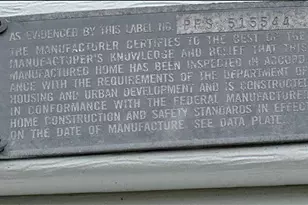 AS EVIDENCED BY THIS LABEL NO. PFS 515544
THE MANUFACTURER CERTIFIES TO THE BEST OF THE
MANUFACTURER'S KNOWLEDGE AND BELIEF THAT THIS
MANUFACTURED HOME HAS BEEN INSPECTED IN ACCORD-
ANCE WITH THE REQUIREMENTS OF THE DEPARTMENT OF
HOUSING AND URBAN DEVELOPMENT AND IS CONSTRUCTED
IN CONFORMANCE WITH THE FEDERAL MANUFACTURED
HOME CONSTRUCTION AND SAFETY STANDARDS IN EFFECT
ON THE DATE OF MANUFACTURE. SEE DATA PLATE.